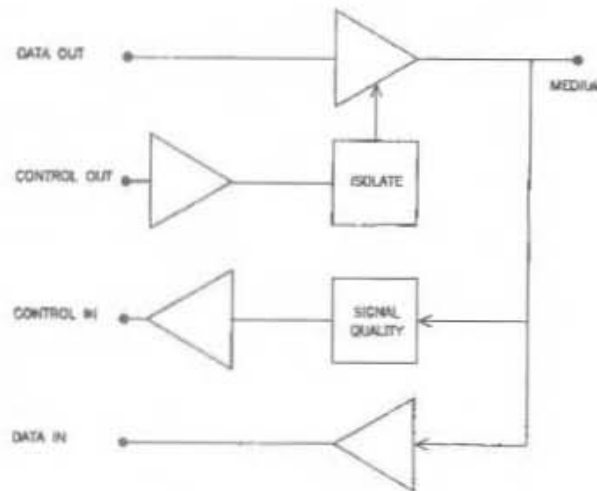 DATA OUT
MEDIUM
CONTROL OUT
ISOLATE
CONTROL IN
SIGNAL
QUALITY
DATA IN